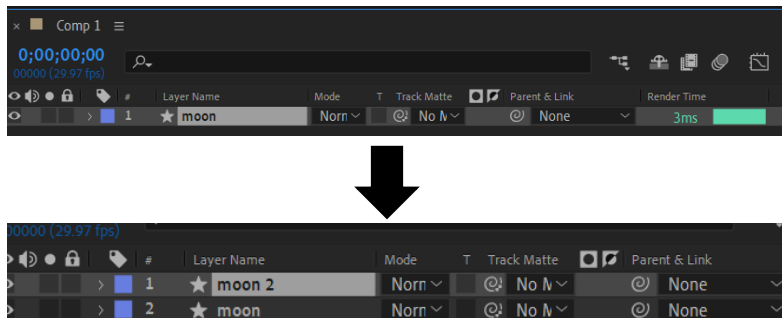 Comp 1
0;00;00;00
00000 (29.97 fps)
# Layer Name Mode T Track Matte Parent & Link Render Time
1 moon Norn No M None 3ms
00000 (29.97 fps)
# Layer Name Mode T Track Matte Parent & Link
1 moon 2 Norn No M None
2 moon Norn No M None